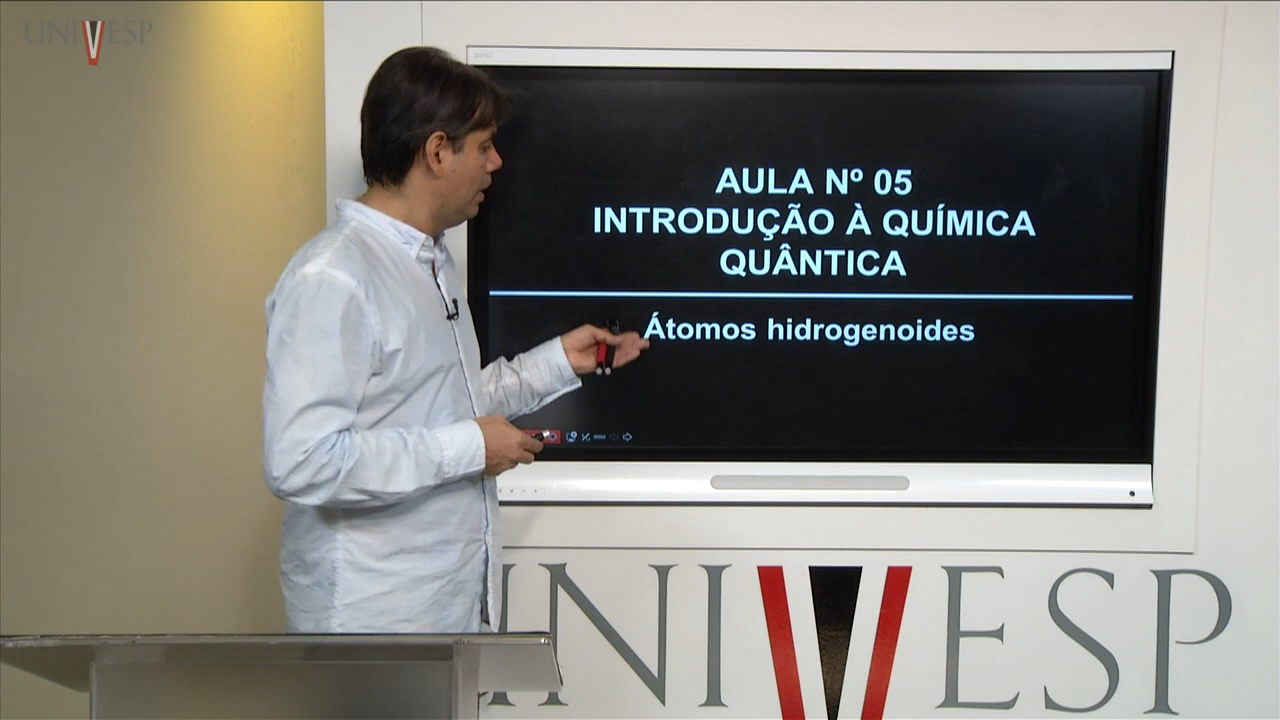 UNIVESP
AULA Nº 05
INTRODUÇÃO À QUÍMICA
QUÂNTICA
Átomos hidrogenoides
UNIVESP